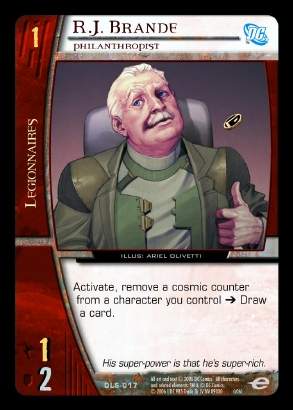 1
R.J. Brande
PHILANTHROPIST
DC
Legionnaires
ILLUS: ARIEL OLIVETTI
Activate, remove a cosmic counter
from a character you control ➔ Draw
a card.
1
2
His super-power is that he's super-rich.
DLS-017